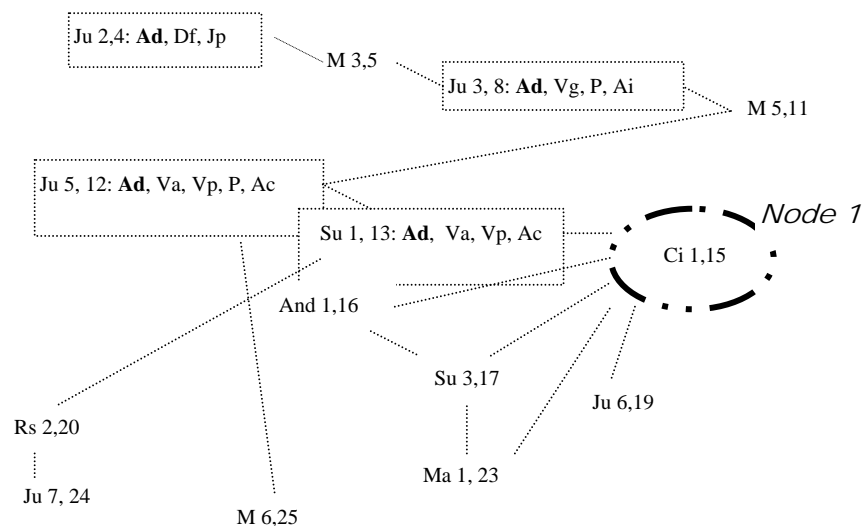 Ju 2,4: Ad, Df, Jp
M 3,5
Ju 3, 8: Ad, Vg, P, Ai
M 5,11
Ju 5, 12: Ad, Va, Vp, P, Ac
Node 1
Su 1, 13: Ad, Va, Vp, Ac
Ci 1,15
And 1,16
Su 3,17
Ju 6,19
Rs 2,20
Ma 1, 23
Ju 7, 24
M 6,25